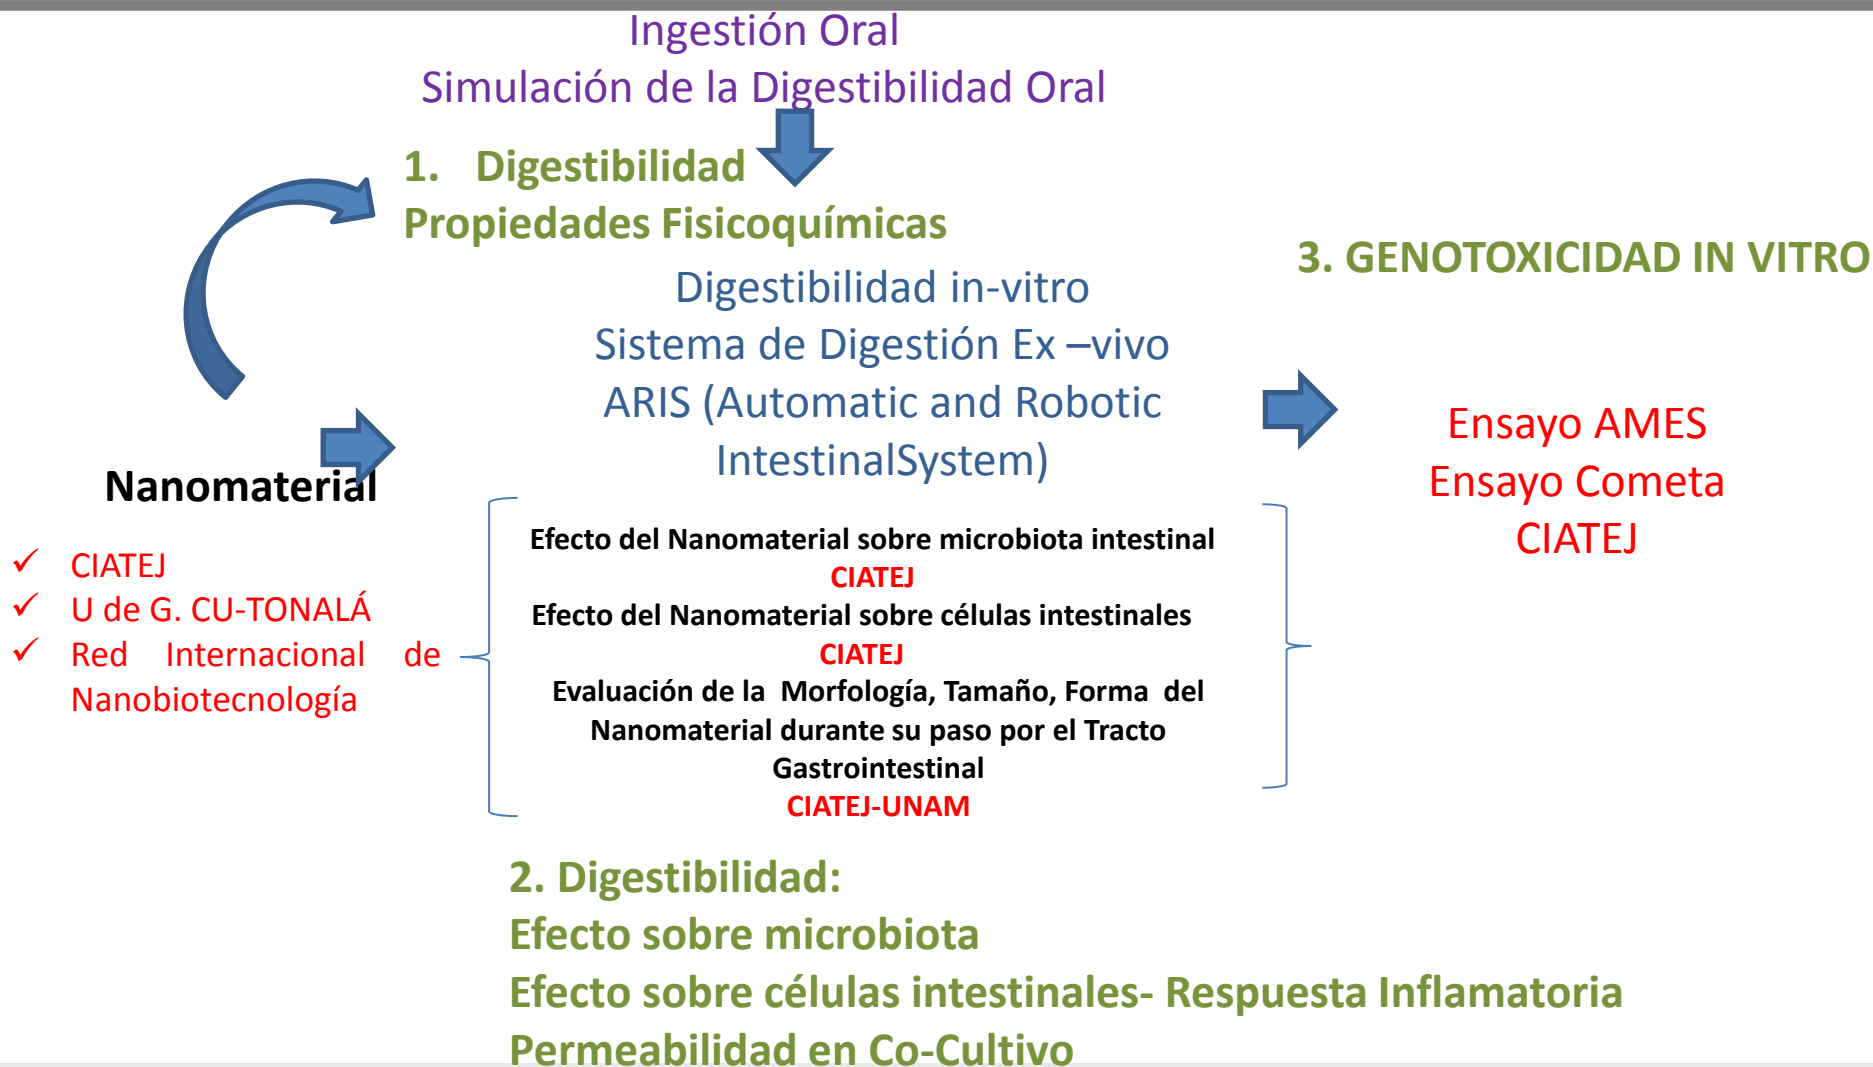 Ingestión Oral
Simulación de la Digestibilidad Oral
1. Digestibilidad
Propiedades Fisicoquímicas
3. GENOTOXICIDAD IN VITRO
Digestibilidad in-vitro
Sistema de Digestión Ex –vivo
ARIS (Automatic and Robotic
IntestinalSystem)
Ensayo AMES
Ensayo Cometa
CIATEJ
Nanomaterial
✓ CIATEJ
✓ U de G. CU-TONALÁ
✓ Red Internacional de
Nanobiotecnología
Efecto del Nanomaterial sobre microbiota intestinal
CIATEJ
Efecto del Nanomaterial sobre células intestinales
CIATEJ
Evaluación de la Morfología, Tamaño, Forma del
Nanomaterial durante su paso por el Tracto
Gastrointestinal
CIATEJ-UNAM
2. Digestibilidad:
Efecto sobre microbiota
Efecto sobre células intestinales- Respuesta Inflamatoria
Permeabilidad en Co-Cultivo